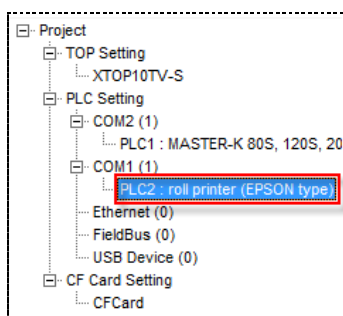 Project
TOP Setting
XTOP10TV-S
PLC Setting
COM2 (1)
PLC1 : MASTER-K 80S, 120S, 20
COM1 (1)
PLC2 : roll printer (EPSON type)
Ethernet (0)
FieldBus (0)
USB Device (0)
CF Card Setting
CFCard